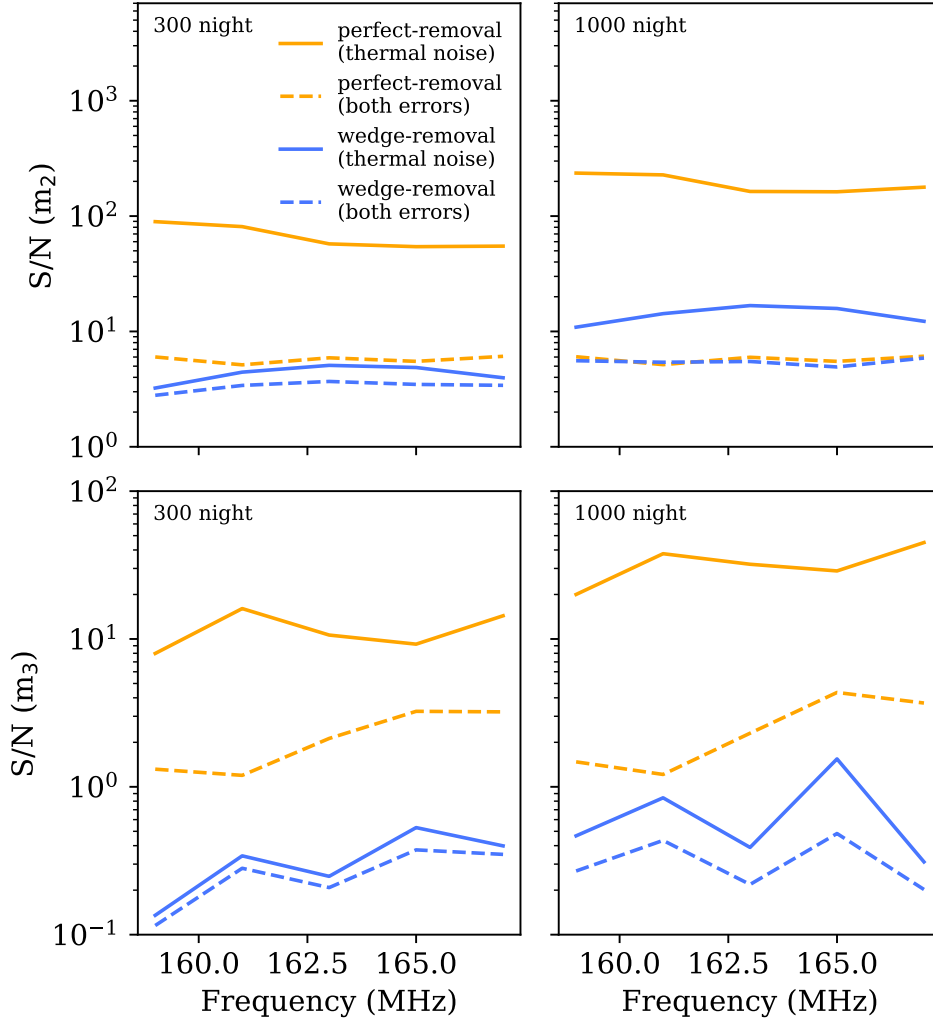 300 night
perfect-removal
(thermal noise)
perfect-removal
(both errors)
wedge-removal
(thermal noise)
wedge-removal
(both errors)
1000 night
S/N (m₂)
10³
10²
10¹
10⁰
300 night
1000 night
S/N (m₃)
10²
10¹
10⁰
10⁻¹
160.0 162.5 165.0
160.0 162.5 165.0
Frequency (MHz)
Frequency (MHz)